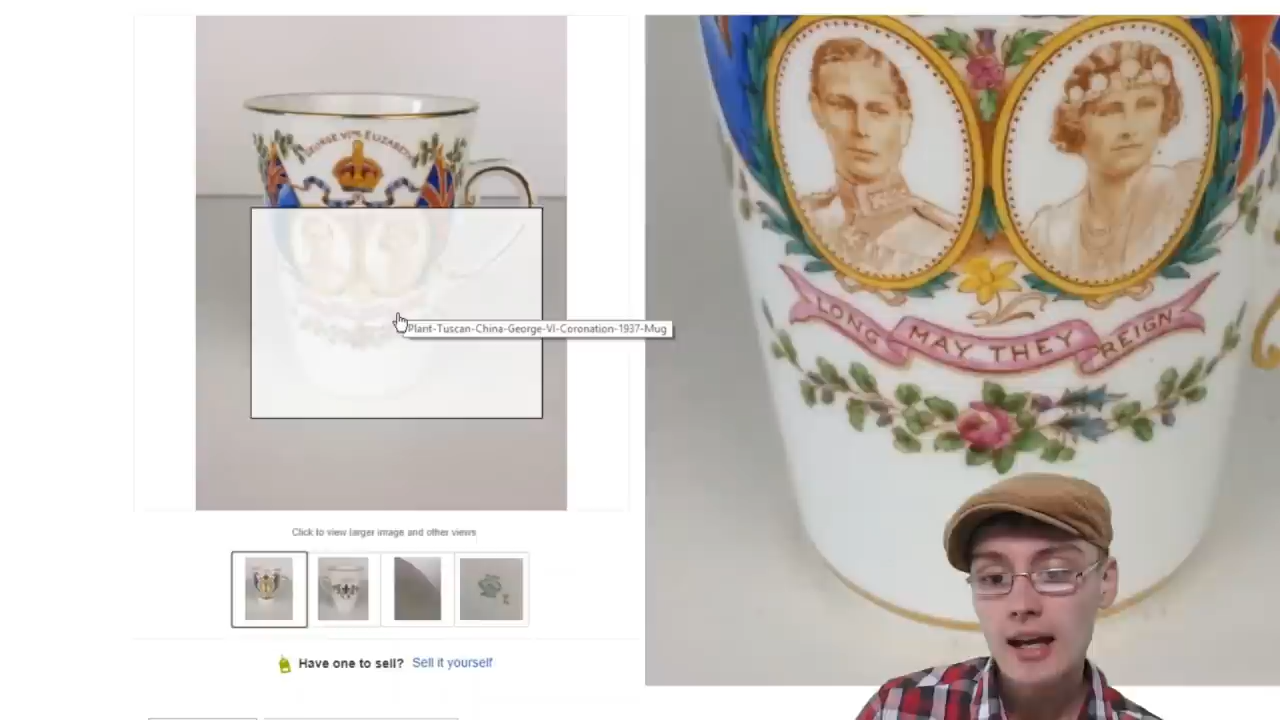 GEORGE VI & ELIZABETH
Plant-Tuscan-China-George-VI-Coronation-1937-Mug
LONG MAY THEY REIGN
Click to view larger image and other views
Have one to sell? Sell it yourself